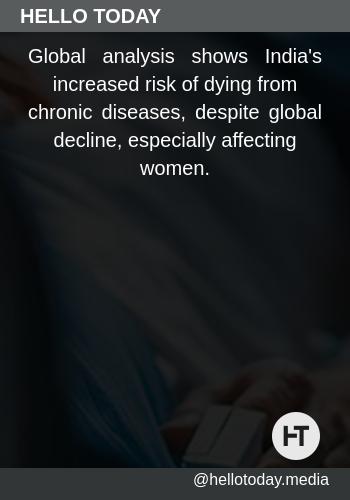 HELLO TODAY
Global analysis shows India's
increased risk of dying from
chronic diseases, despite global
decline, especially affecting
women.
HT
@hellotoday.media